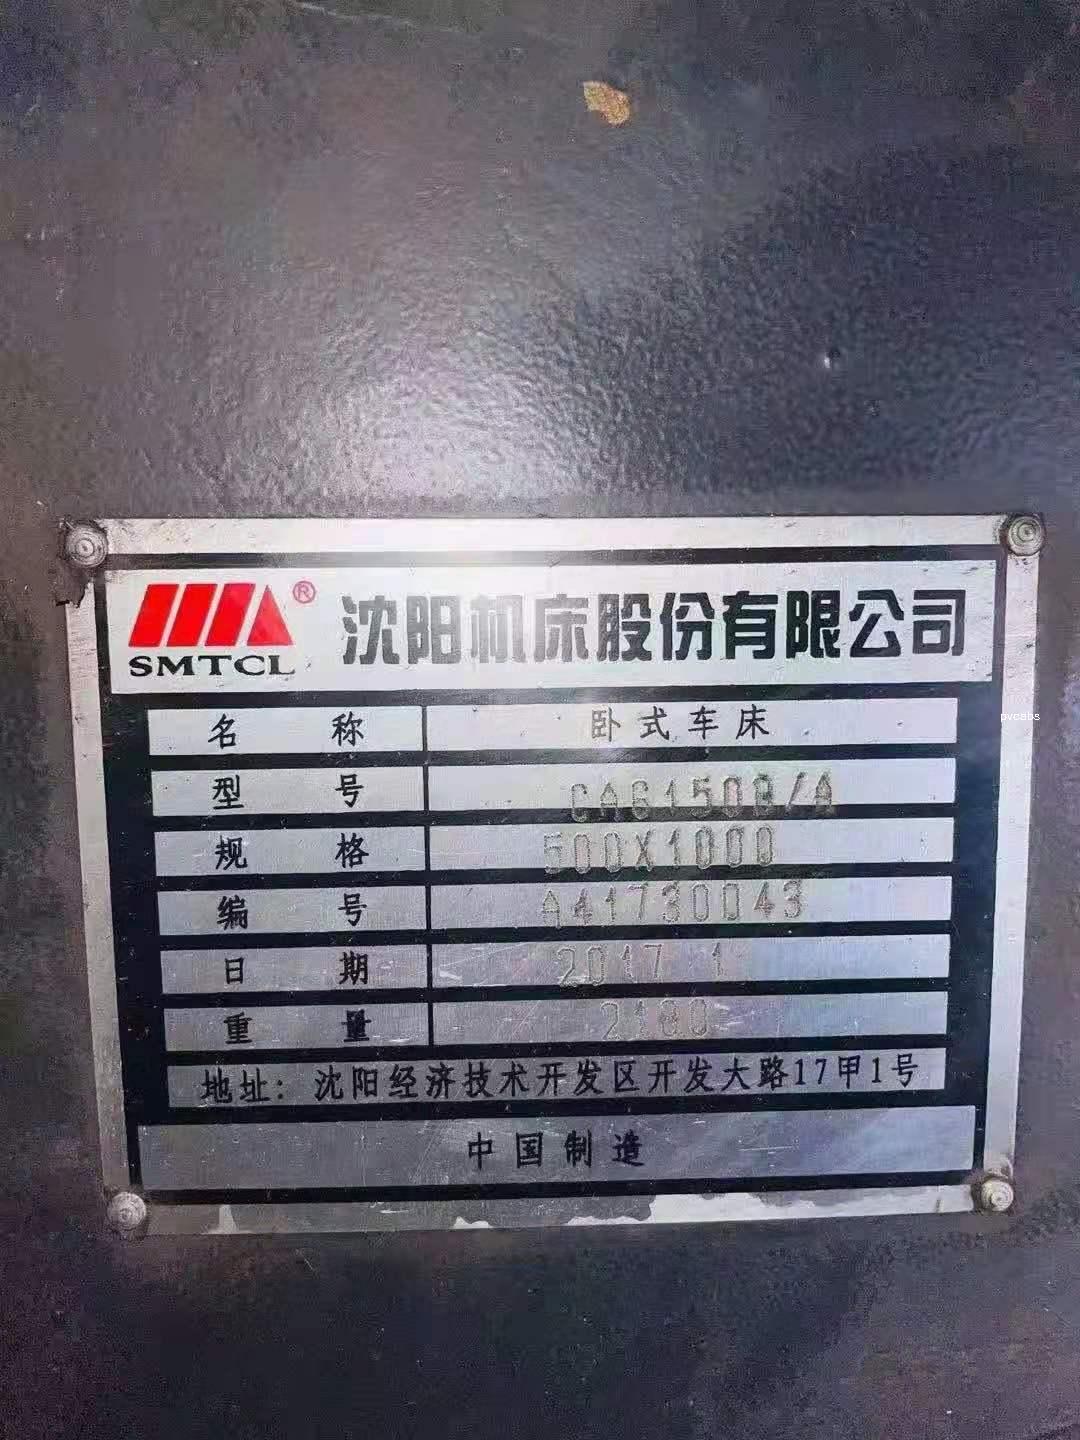 SMTCL ® 沈阳机床股份有限公司
名称 卧式车床
pvcabs
型号 CA6150B/A
规格 500X1000
编号 A41730043
日期 2017 1
重量 2180
地址: 沈阳经济技术开发区开发大路17甲1号
中国制造